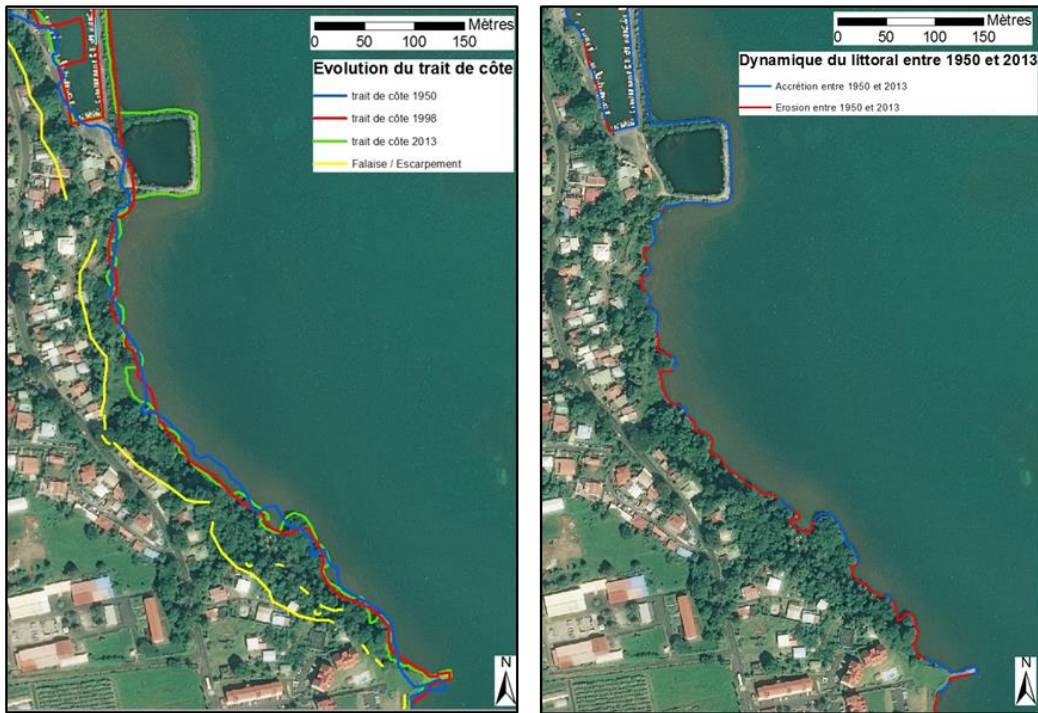 Mètres
0 50 100 150
Evolution du trait de côte
trait de côte 1950
trait de côte 1998
trait de côte 2013
Falaise / Escarpement
N
Mètres
0 50 100 150
Dynamique du littoral entre 1950 et 2013
Accrétion entre 1950 et 2013
Erosion entre 1950 et 2013
N